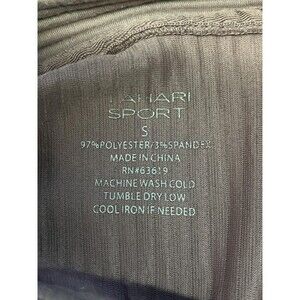 TAHARI
SPORT
S
97%POLYESTER/3%SPANDEX
MADE IN CHINA
RN#63619
MACHINE WASH COLD
TUMBLE DRY LOW
COOL IRON IF NEEDED